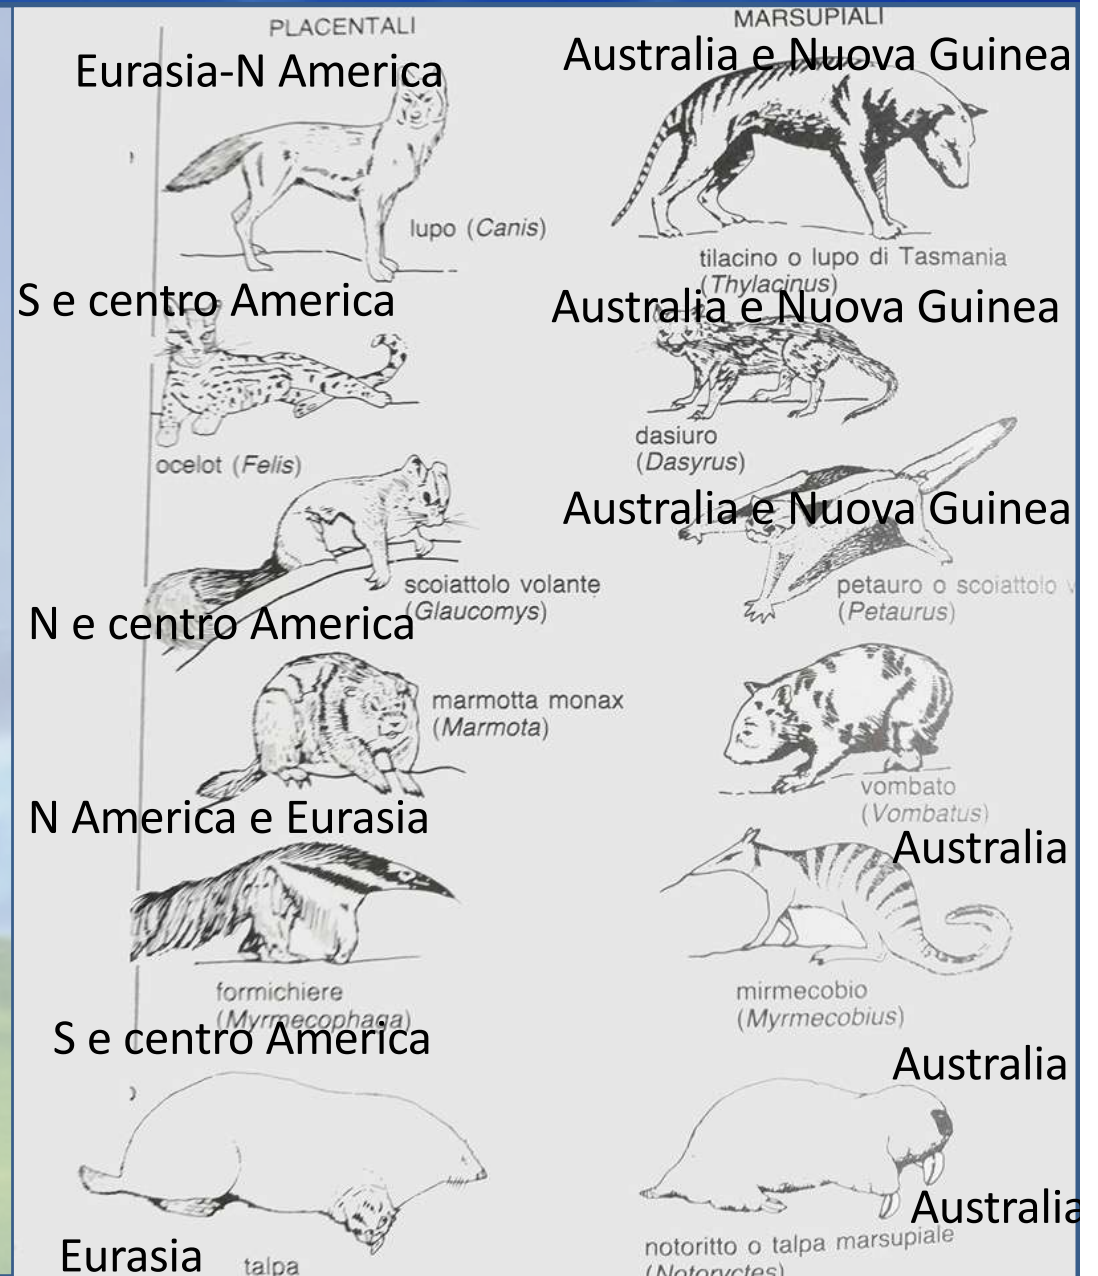 PLACENTALI
MARSUPIALI
Eurasia-N America
Australia e Nuova Guinea
lupo (Canis)
tilacino o lupo di Tasmania
(Thylacinus)
S e centro America
Australia e Nuova Guinea
ocelot (Felis)
dasiuro
(Dasyrus)
Australia e Nuova Guinea
scoiattolo volante
(Glaucomys)
petauro o scoiattolo v
(Petaurus)
N e centro America
marmotta monax
(Marmota)
vombato
(Vombatus)
N America e Eurasia
Australia
formichiere
(Myrmecophaga)
mirmecobio
(Myrmecobius)
S e centro America
Australia
Australia
notoritto o talpa marsupiale
(Notoryctes)
Eurasia
talpa